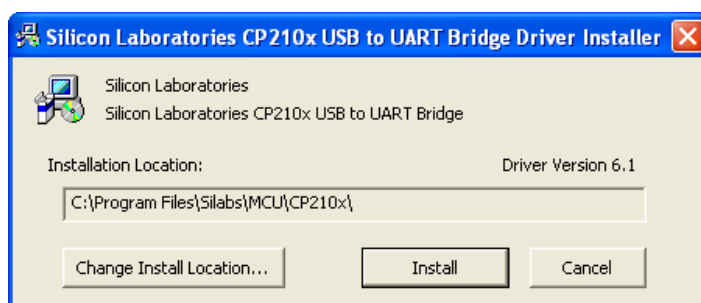 Silicon Laboratories CP210x USB to UART Bridge Driver Installer
Silicon Laboratories
Silicon Laboratories CP210x USB to UART Bridge
Installation Location: Driver Version 6.1
C:\Program Files\Silabs\MCU\CP210x\
Change Install Location... Install Cancel